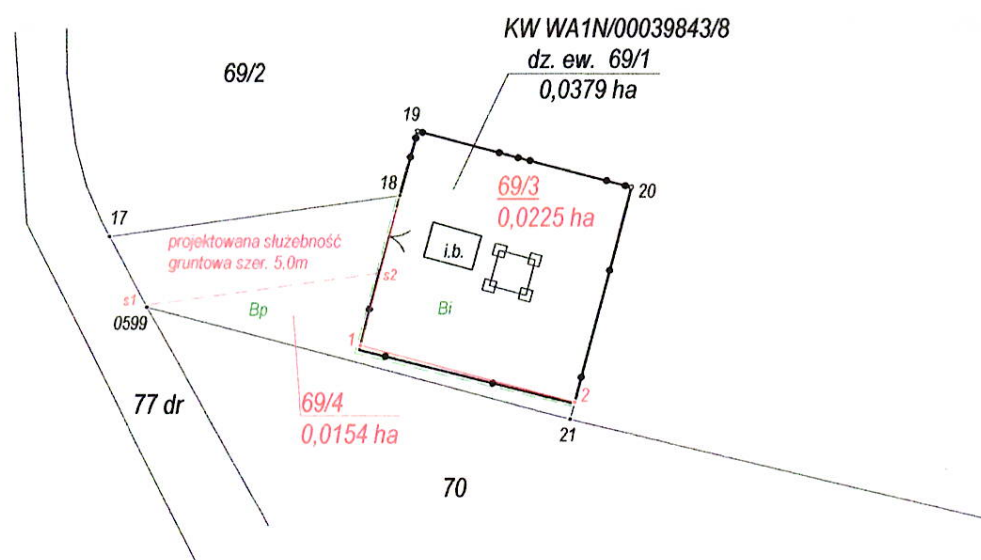 KW WA1N/00039843/8
dz. ew. 69/1
0,0379 ha
69/2
19
20
69/3
0,0225 ha
18
17
projektowana służebność
gruntowa szer. 5,0m
i.b.
s2
s1
0599
Bp
Bi
1
2
69/4
0,0154 ha
77 dr
21
70